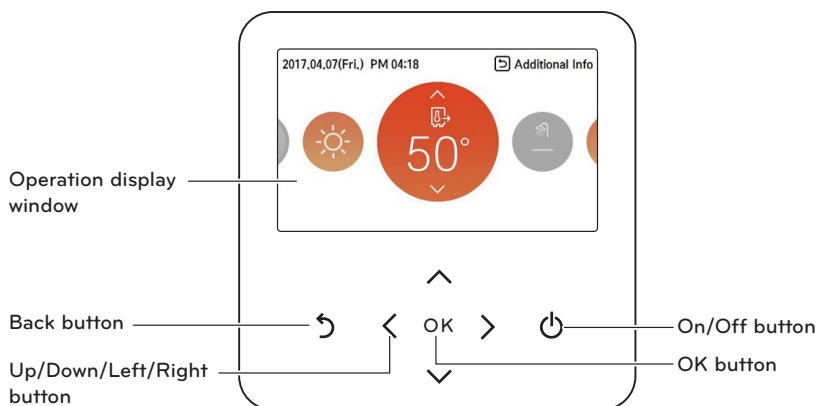 2017.04.07(Fri.) PM 04:18 Additional Info
50°
Operation display
window
Back button
OK
On/Off button
Up/Down/Left/Right
button
OK button